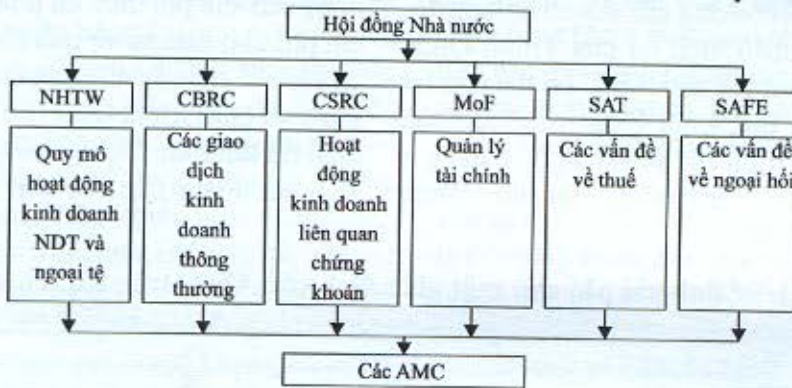 Hội đồng Nhà nước
NHTW
CBRC
CSRC
MoF
SAT
SAFE
Quy mô
hoạt động
kinh doanh
NDT và
ngoại tệ
Các giao
dịch
kinh
doanh
thông
thường
Hoạt
động
kinh doanh
liên quan
chứng
khoán
Quản lý
tài chính
Các vấn đề
về thuế
Các vấn đề
về ngoại hối
Các AMC